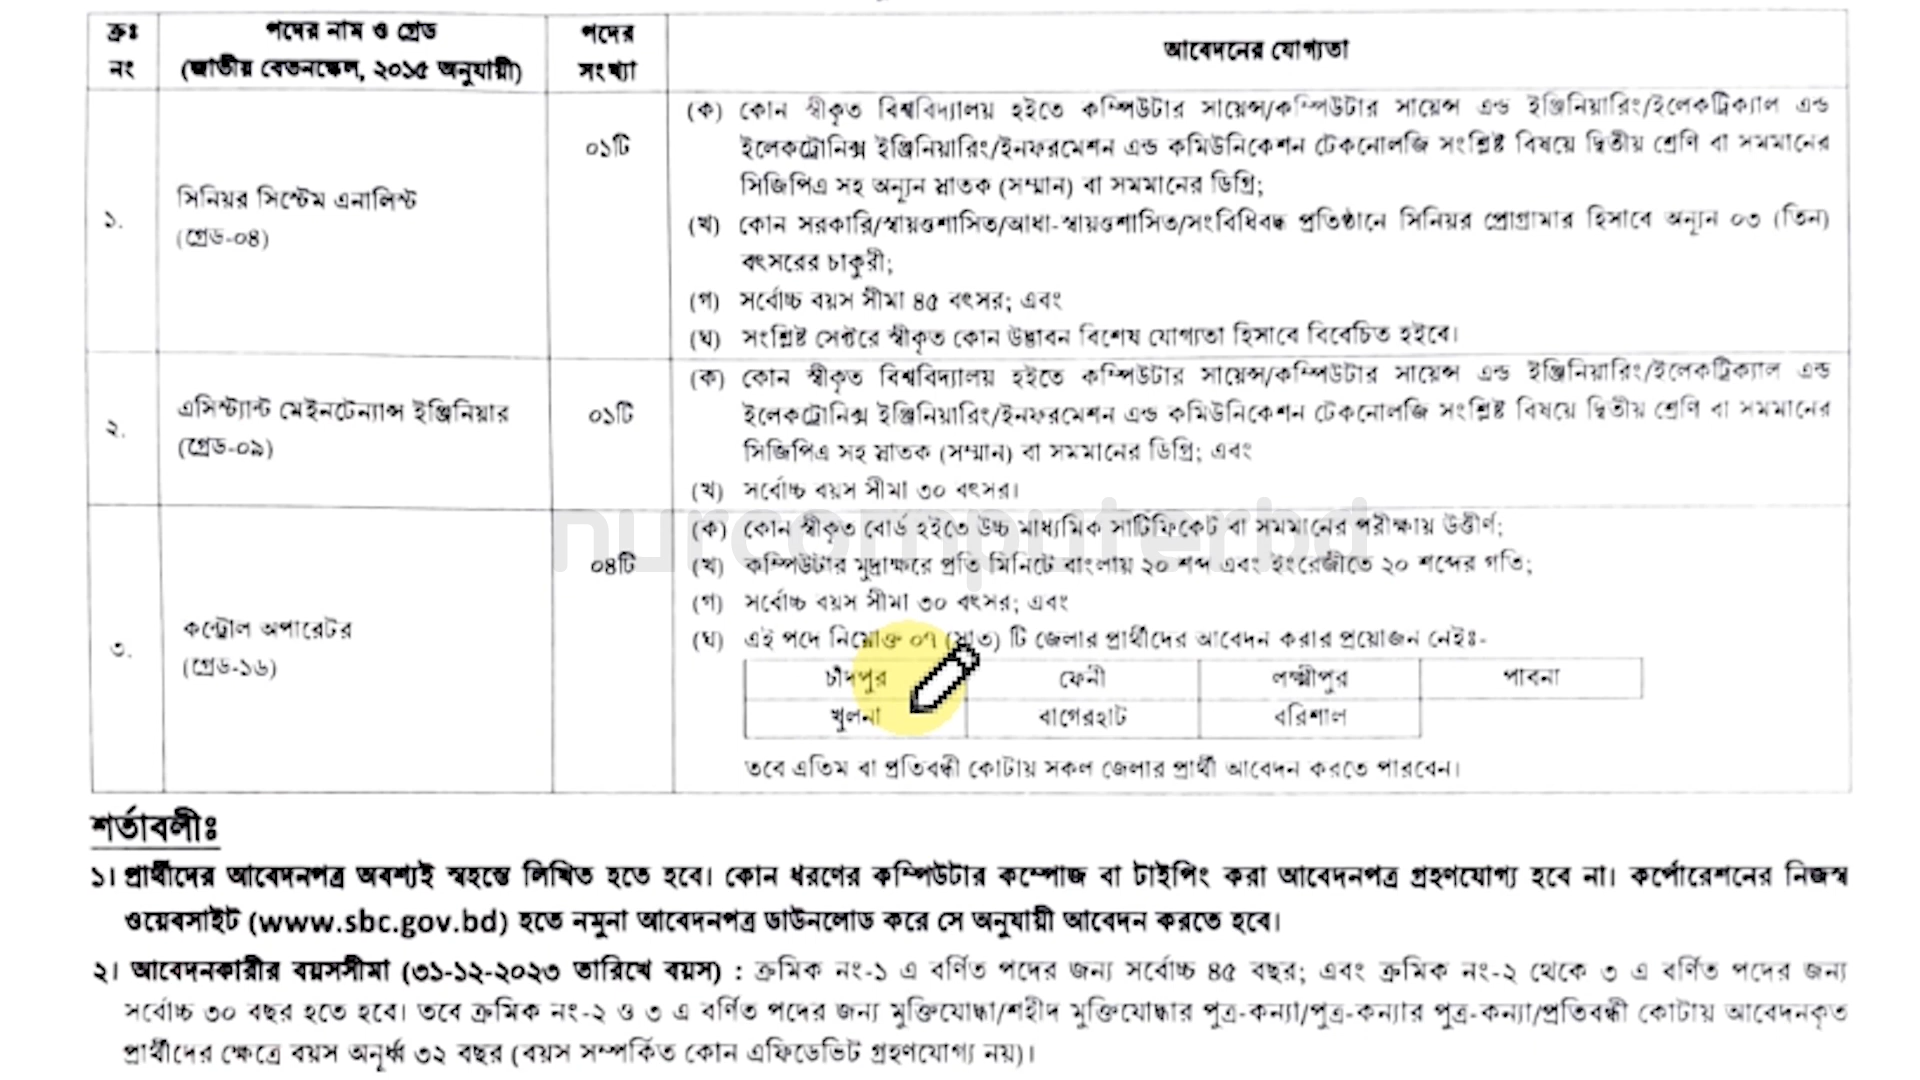 ক্রঃ নং
পদের নাম ও গ্রেড
(জাতীয় বেতনস্কেল, ২০১৫ অনুযায়ী)
পদের সংখ্যা
আবেদনের যোগ্যতা
১.
সিনিয়র সিস্টেম এনালিস্ট
(গ্রেড-০৪)
০১টি
(ক) কোন স্বীকৃত বিশ্ববিদ্যালয় হইতে কম্পিউটার সায়েন্স/কম্পিউটার সায়েন্স এন্ড ইঞ্জিনিয়ারিং/ইলেকট্রিক্যাল এন্ড
ইলেকট্রোনিক্স ইঞ্জিনিয়ারিং/ইনফরমেশন এন্ড কমিউনিকেশন টেকনোলজি সংশ্লিষ্ট বিষয়ে দ্বিতীয় শ্রেণি বা সমমানের
সিজিপিএ সহ অন্যূন স্নাতক (সম্মান) বা সমমানের ডিগ্রি;
(খ) কোন সরকারি/স্বায়ত্তশাসিত/আধা-স্বায়ত্তশাসিত/সংবিধিবদ্ধ প্রতিষ্ঠানে সিনিয়র প্রোগ্রামার হিসাবে অন্যূন ০৩ (তিন)
বৎসরের চাকুরী;
(গ) সর্বোচ্চ বয়স সীমা ৪৫ বৎসর; এবং
(ঘ) সংশ্লিষ্ট সেক্টরে স্বীকৃত কোন উদ্ভাবন বিশেষ যোগ্যতা হিসাবে বিবেচিত হইবে।
২.
এসিস্ট্যান্ট মেইনটেন্যান্স ইঞ্জিনিয়ার
(গ্রেড-০৯)
০১টি
(ক) কোন স্বীকৃত বিশ্ববিদ্যালয় হইতে কম্পিউটার সায়েন্স/কম্পিউটার সায়েন্স এন্ড ইঞ্জিনিয়ারিং/ইলেকট্রিক্যাল এন্ড
ইলেকট্রোনিক্স ইঞ্জিনিয়ারিং/ইনফরমেশন এন্ড কমিউনিকেশন টেকনোলজি সংশ্লিষ্ট বিষয়ে দ্বিতীয় শ্রেণি বা সমমানের
সিজিপিএ সহ স্নাতক (সম্মান) বা সমমানের ডিগ্রি; এবং
(খ) সর্বোচ্চ বয়স সীমা ৩০ বৎসর।
nurcomputerbd
৩.
কন্ট্রোল অপারেটর
(গ্রেড-১৬)
০৪টি
(ক) কোন স্বীকৃত বোর্ড হইতে উচ্চ মাধ্যমিক সার্টিফিকেট বা সমমানের পরীক্ষায় উত্তীর্ণ;
(খ) কম্পিউটার মুদ্রাক্ষরে প্রতি মিনিটে বাংলায় ২০ শব্দ এবং ইংরেজীতে ২০ শব্দের গতি;
(গ) সর্বোচ্চ বয়স সীমা ৩০ বৎসর; এবং
(ঘ) এই পদে নিম্নোক্ত ০৭ (সাত) টি জেলার প্রার্থীদের আবেদন করার প্রয়োজন নেইঃ-
চাঁদপুর ফেনী লক্ষ্মীপুর পাবনা
খুলনা বাগেরহাট বরিশাল
তবে এতিম বা প্রতিবন্ধী কোটায় সকল জেলার প্রার্থী আবেদন করতে পারবেন।
শর্তাবলীঃ
১। প্রার্থীদের আবেদনপত্র অবশ্যই স্বহস্তে লিখিত হতে হবে। কোন ধরণের কম্পিউটার কম্পোজ বা টাইপিং করা আবেদনপত্র গ্রহণযোগ্য হবে না। কর্পোরেশনের নিজস্ব
ওয়েবসাইট (www.sbc.gov.bd) হতে নমুনা আবেদনপত্র ডাউনলোড করে সে অনুযায়ী আবেদন করতে হবে।
২। আবেদনকারীর বয়সসীমা (৩১-১২-২০২৩ তারিখে বয়স) : ক্রমিক নং-১ এ বর্ণিত পদের জন্য সর্বোচ্চ ৪৫ বছর; এবং ক্রমিক নং-২ থেকে ৩ এ বর্ণিত পদের জন্য
সর্বোচ্চ ৩০ বছর হতে হবে। তবে ক্রমিক নং-২ ও ৩ এ বর্ণিত পদের জন্য মুক্তিযোদ্ধা/শহীদ মুক্তিযোদ্ধার পুত্র-কন্যা/পুত্র-কন্যার পুত্র-কন্যা/প্রতিবন্ধী কোটায় আবেদনকৃত
প্রার্থীদের ক্ষেত্রে বয়স অনূর্ধ্ব ৩২ বছর (বয়স সম্পর্কিত কোন এফিডেভিট গ্রহণযোগ্য নয়)।